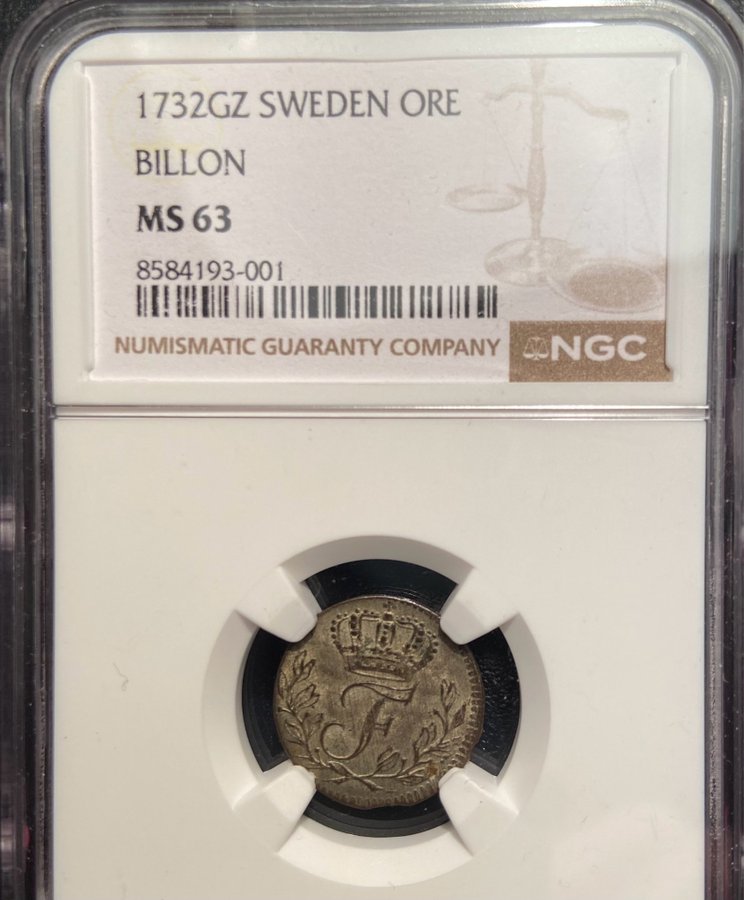 1732GZ SWEDEN ORE
BILLON
MS 63
8584193-001
NUMISMATIC GUARANTY COMPANY NGC
F